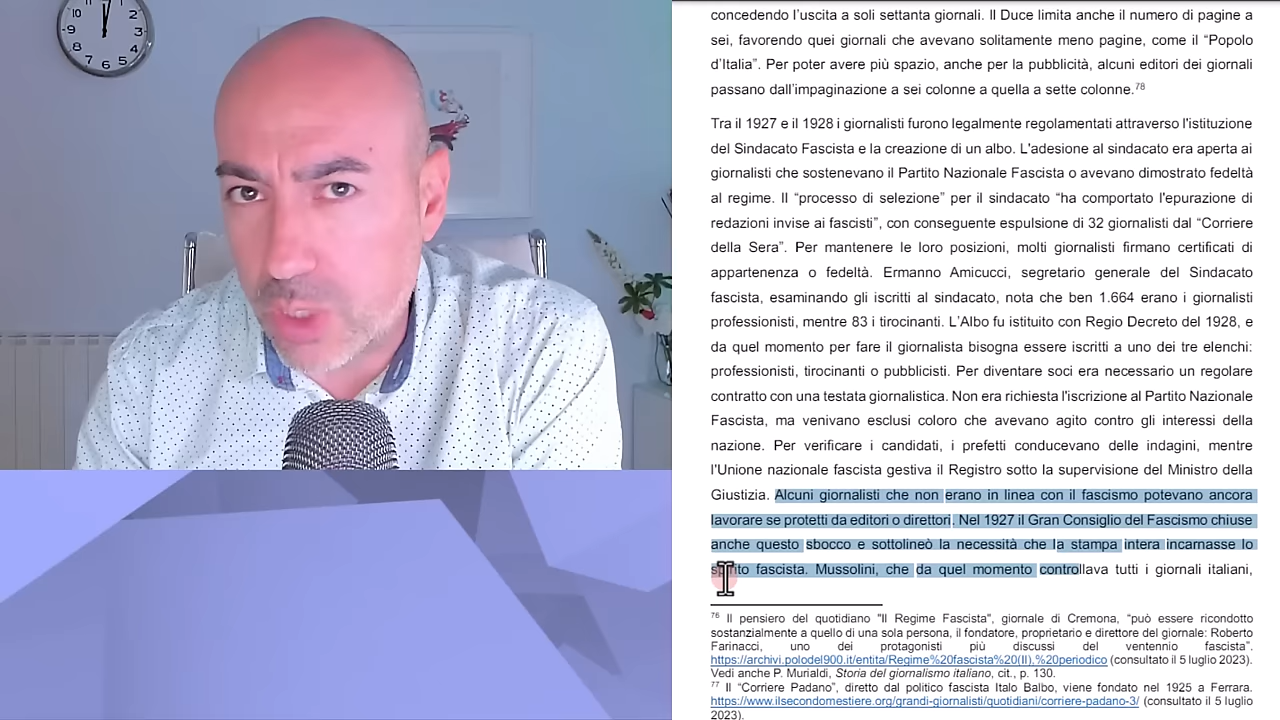 10 12 2 3 4 5 6 7 8 9
concedendo l'uscita a soli settanta giornali. Il Duce limita anche il numero di pagine a
sei, favorendo quei giornali che avevano solitamente meno pagine, come il “Popolo
d'Italia”. Per poter avere più spazio, anche per la pubblicità, alcuni editori dei giornali
passano dall'impaginazione a sei colonne a quella a sette colonne.78
Tra il 1927 e il 1928 i giornalisti furono legalmente regolamentati attraverso l'istituzione
del Sindacato Fascista e la creazione di un albo. L'adesione al sindacato era aperta ai
giornalisti che sostenevano il Partito Nazionale Fascista o avevano dimostrato fedeltà
al regime. Il “processo di selezione” per il sindacato “ha comportato l'epurazione di
redazioni invise ai fascisti”, con conseguente espulsione di 32 giornalisti dal “Corriere
della Sera”. Per mantenere le loro posizioni, molti giornalisti firmano certificati di
appartenenza o fedeltà. Ermanno Amicucci, segretario generale del Sindacato
fascista, esaminando gli iscritti al sindacato, nota che ben 1.664 erano i giornalisti
professionisti, mentre 83 i tirocinanti. L'Albo fu istituito con Regio Decreto del 1928, e
da quel momento per fare il giornalista bisogna essere iscritti a uno dei tre elenchi:
professionisti, tirocinanti o pubblicisti. Per diventare soci era necessario un regolare
contratto con una testata giornalistica. Non era richiesta l'iscrizione al Partito Nazionale
Fascista, ma venivano esclusi coloro che avevano agito contro gli interessi della
nazione. Per verificare i candidati, i prefetti conducevano delle indagini, mentre
l'Unione nazionale fascista gestiva il Registro sotto la supervisione del Ministro della
Giustizia. Alcuni giornalisti che non erano in linea con il fascismo potevano ancora
lavorare se protetti da editori o direttori. Nel 1927 il Gran Consiglio del Fascismo chiuse
anche questo sbocco e sottolineò la necessità che la stampa intera incarnasse lo
spirito fascista. Mussolini, che da quel momento controllava tutti i giornali italiani,
76 Il pensiero del quotidiano "Il Regime Fascista", giornale di Cremona, “può essere ricondotto
sostanzialmente a quello di una sola persona, il fondatore, proprietario e direttore del giornale: Roberto
Farinacci, uno dei protagonisti più discussi del ventennio fascista”.
https://archivi.polodel900.it/entita/Regime%20fascista%20(Il),%20periodico (consultato il 5 luglio 2023).
Vedi anche P. Murialdi, Storia del giornalismo italiano, cit., p. 130.
77 Il “Corriere Padano”, diretto dal politico fascista Italo Balbo, viene fondato nel 1925 a Ferrara.
https://www.ilsecondomestiere.org/grandi-giornalisti/quotidiani/corriere-padano-3/ (consultato il 5 luglio
2023).